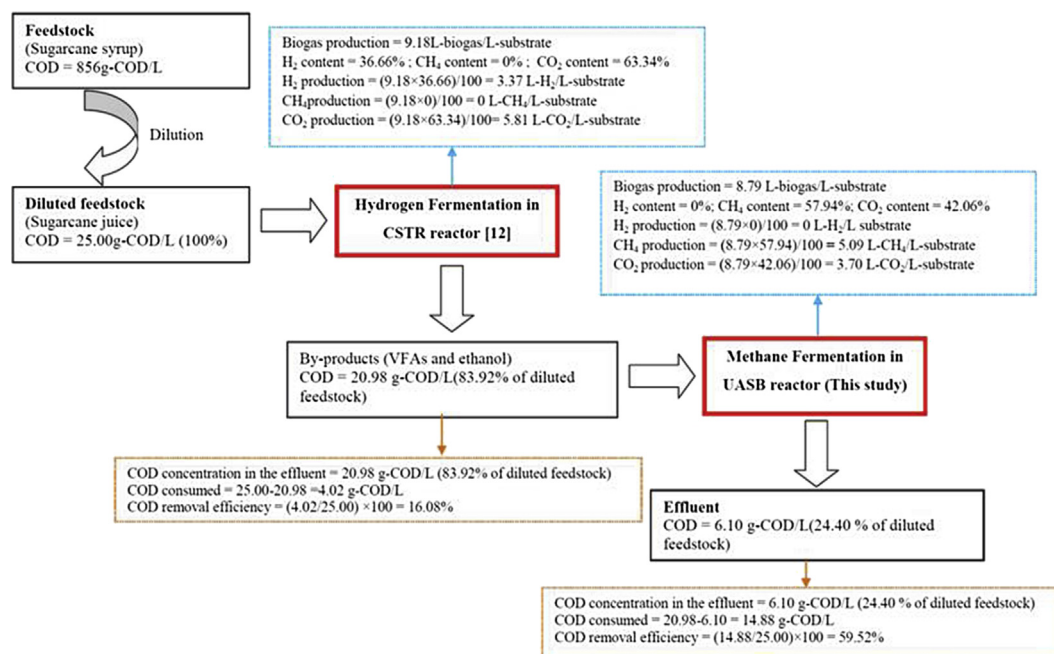 Feedstock
(Sugarcane syrup)
COD = 856g-COD/L
Dilution
Diluted feedstock
(Sugarcane juice)
COD = 25.00g-COD/L (100%)
Biogas production = 9.18L-biogas/L-substrate
H₂ content = 36.66% ; CH₄ content = 0% ; CO₂ content = 63.34%
H₂ production = (9.18×36.66)/100 = 3.37 L-H₂/L-substrate
CH₄production = (9.18×0)/100 = 0 L-CH₄/L-substrate
CO₂ production = (9.18×63.34)/100= 5.81 L-CO₂/L-substrate
Hydrogen Fermentation in
CSTR reactor [12]
Biogas production = 8.79 L-biogas/L-substrate
H₂ content = 0%; CH₄ content = 57.94%; CO₂ content = 42.06%
H₂ production = (8.79×0)/100 = 0 L-H₂/L substrate
CH₄ production = (8.79×57.94)/100 = 5.09 L-CH₄/L-substrate
CO₂ production = (8.79×42.06)/100 = 3.70 L-CO₂/L-substrate
By-products (VFAs and ethanol)
COD = 20.98 g-COD/L(83.92% of diluted
feedstock)
Methane Fermentation in
UASB reactor (This study)
COD concentration in the effluent = 20.98 g-COD/L (83.92% of diluted feedstock)
COD consumed = 25.00-20.98 =4.02 g-COD/L
COD removal efficiency = (4.02/25.00) ×100 = 16.08%
Effluent
COD = 6.10 g-COD/L(24.40 % of diluted
feedstock)
COD concentration in the effluent = 6.10 g-COD/L (24.40 % of diluted feedstock)
COD consumed = 20.98-6.10 = 14.88 g-COD/L
COD removal efficiency = (14.88/25.00)×100 = 59.52%